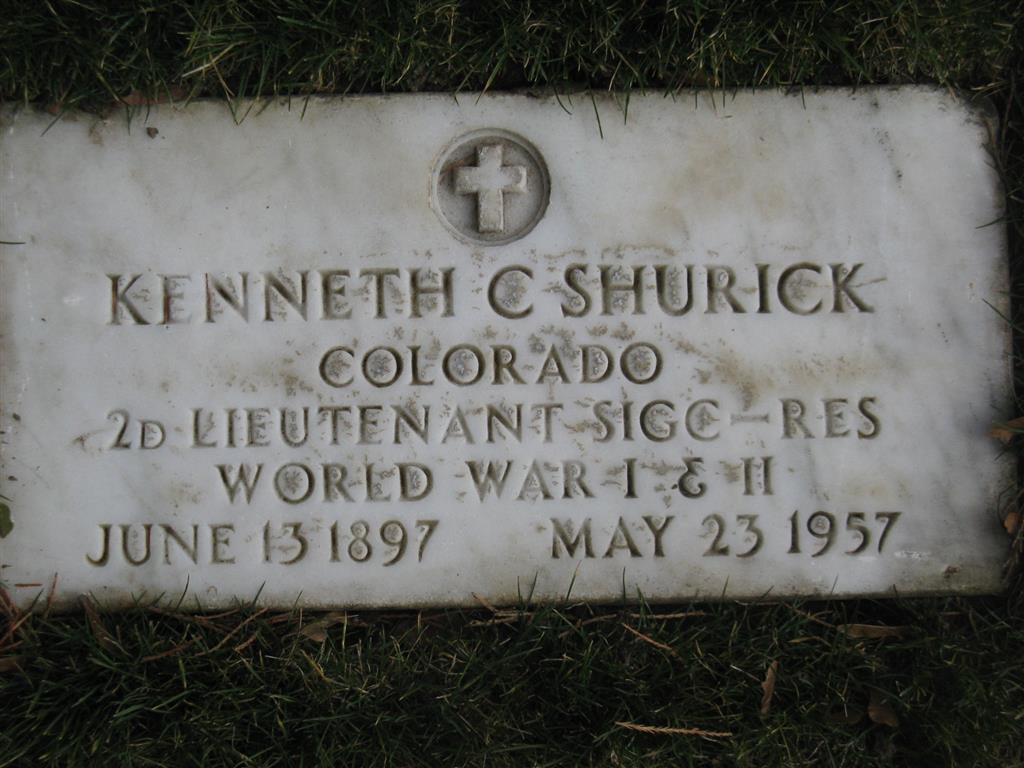 KENNETH C SHURICK
COLORADO
2D LIEUTENANT SIGC-RES
WORLD WAR I & II
JUNE 13 1897 MAY 23 1957